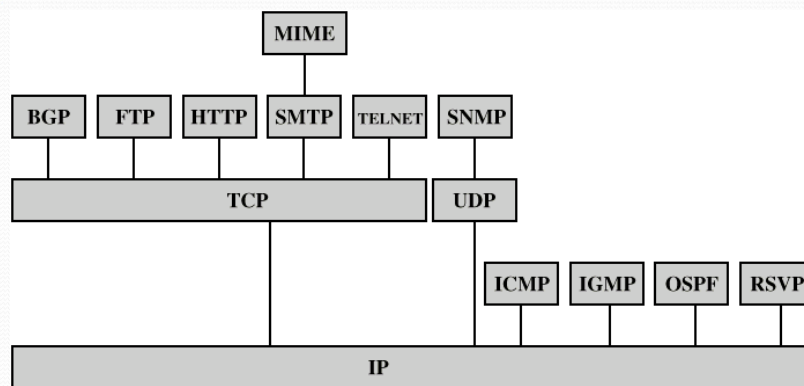 MIME
BGP FTP HTTP SMTP TELNET SNMP
TCP UDP
ICMP IGMP OSPF RSVP
IP